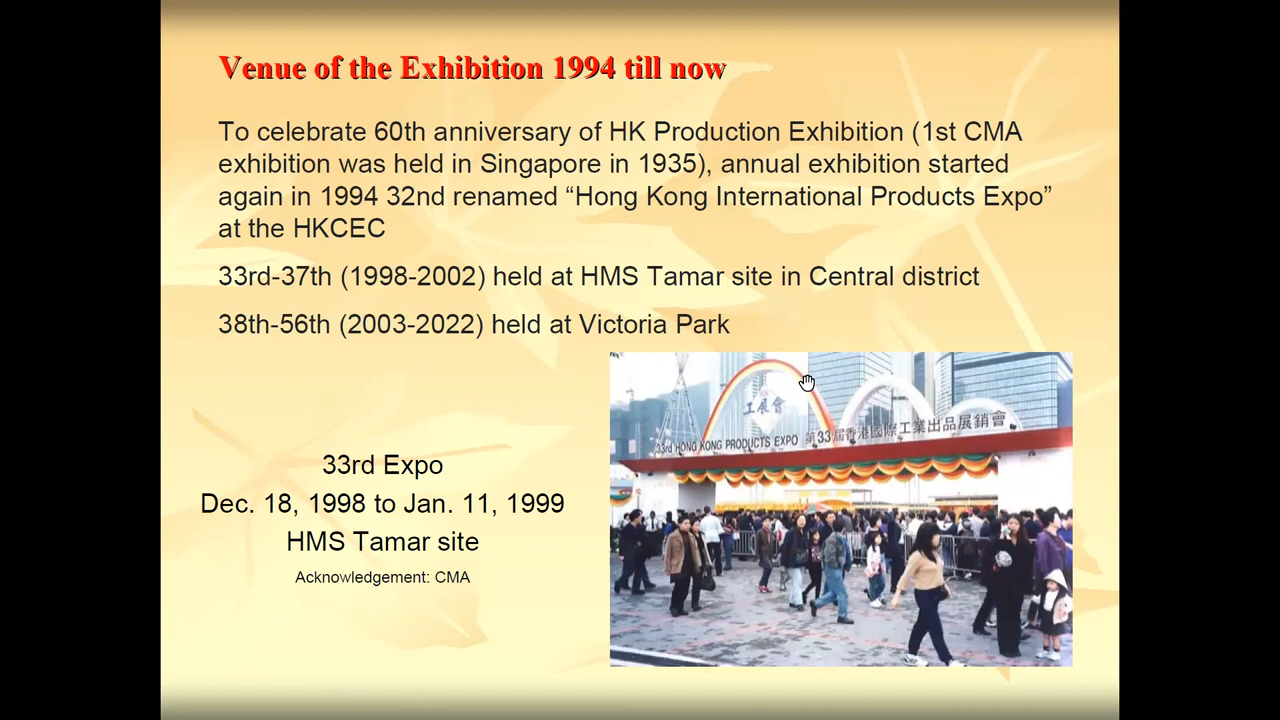 Venue of the Exhibition 1994 till now
To celebrate 60th anniversary of HK Production Exhibition (1st CMA
exhibition was held in Singapore in 1935), annual exhibition started
again in 1994 32nd renamed “Hong Kong International Products Expo”
at the HKCEC
33rd-37th (1998-2002) held at HMS Tamar site in Central district
38th-56th (2003-2022) held at Victoria Park
工展會
33rd HONG KONG PRODUCTS EXPO 第33屆香港國際工業出品展銷會
33rd Expo
Dec. 18, 1998 to Jan. 11, 1999
HMS Tamar site
Acknowledgement: CMA